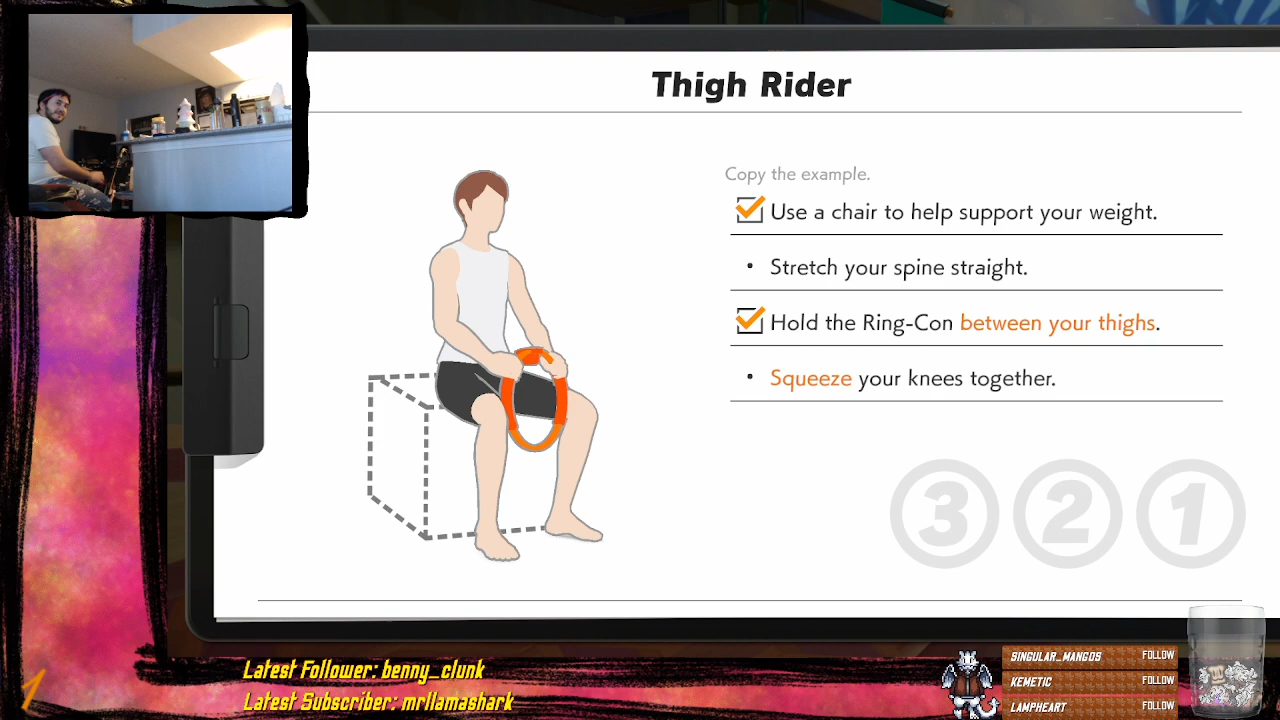 Thigh Rider
Copy the example.
Use a chair to help support your weight.
• Stretch your spine straight.
Hold the Ring-Con between your thighs.
• Squeeze your knees together.
3 2 1
1
Latest Follower: benny_clunk
Latest Subscriber: mrllamashark
SINGULAR_MANGOS FOLLOW
KEMETIC FOLLOW
LAMPHEART FOLLOW